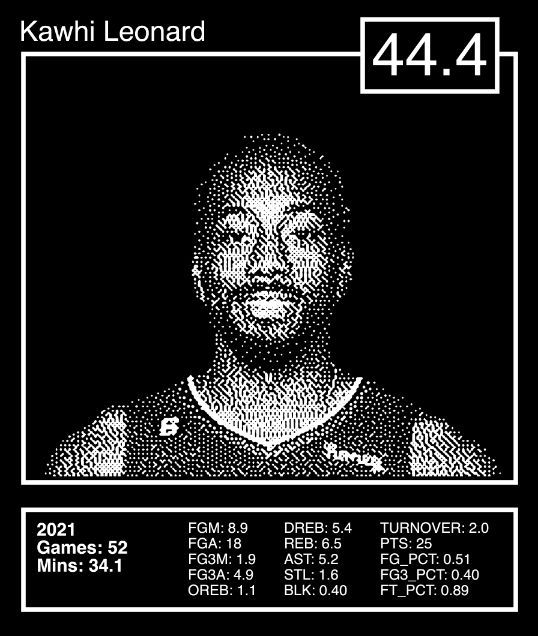 Kawhi Leonard
44.4
6
2021
Games: 52
Mins: 34.1
FGM: 8.9
FGA: 18
FG3M: 1.9
FG3A: 4.9
OREB: 1.1
DREB: 5.4
REB: 6.5
AST: 5.2
STL: 1.6
BLK: 0.40
TURNOVER: 2.0
PTS: 25
FG_PCT: 0.51
FG3_PCT: 0.40
FT_PCT: 0.89